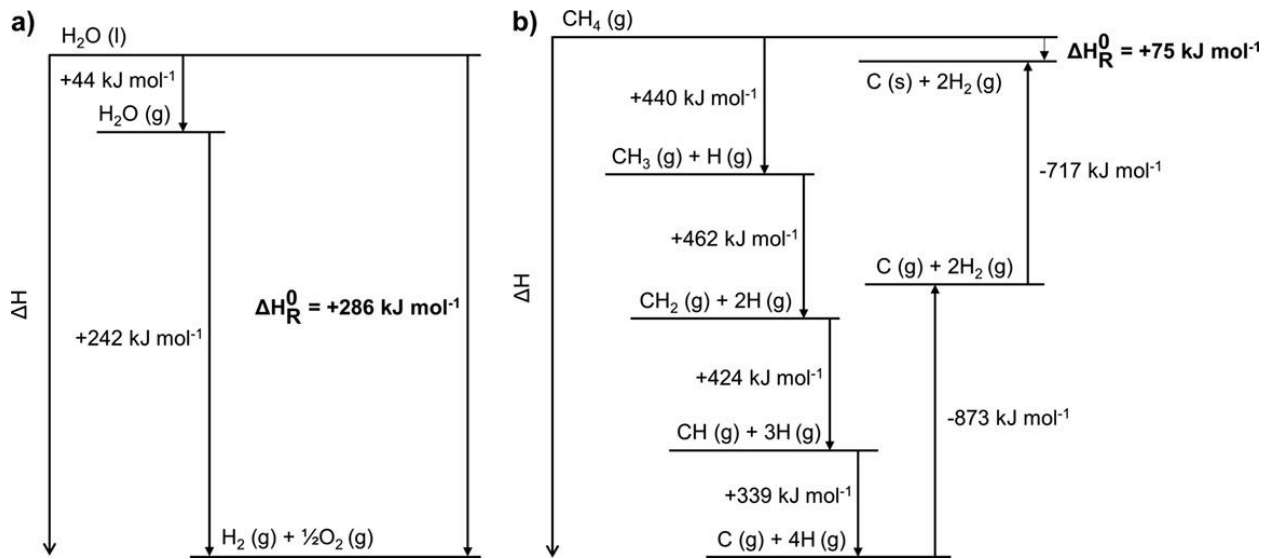 a)
H₂O (l)
+44 kJ mol⁻¹
H₂O (g)
ΔH
+242 kJ mol⁻¹
ΔH⁰R = +286 kJ mol⁻¹
H₂ (g) + ½O₂ (g)
b)
CH₄ (g)
ΔH⁰R = +75 kJ mol⁻¹
C (s) + 2H₂ (g)
+440 kJ mol⁻¹
CH₃ (g) + H (g)
-717 kJ mol⁻¹
+462 kJ mol⁻¹
C (g) + 2H₂ (g)
ΔH
CH₂ (g) + 2H (g)
+424 kJ mol⁻¹
-873 kJ mol⁻¹
CH (g) + 3H (g)
+339 kJ mol⁻¹
C (g) + 4H (g)